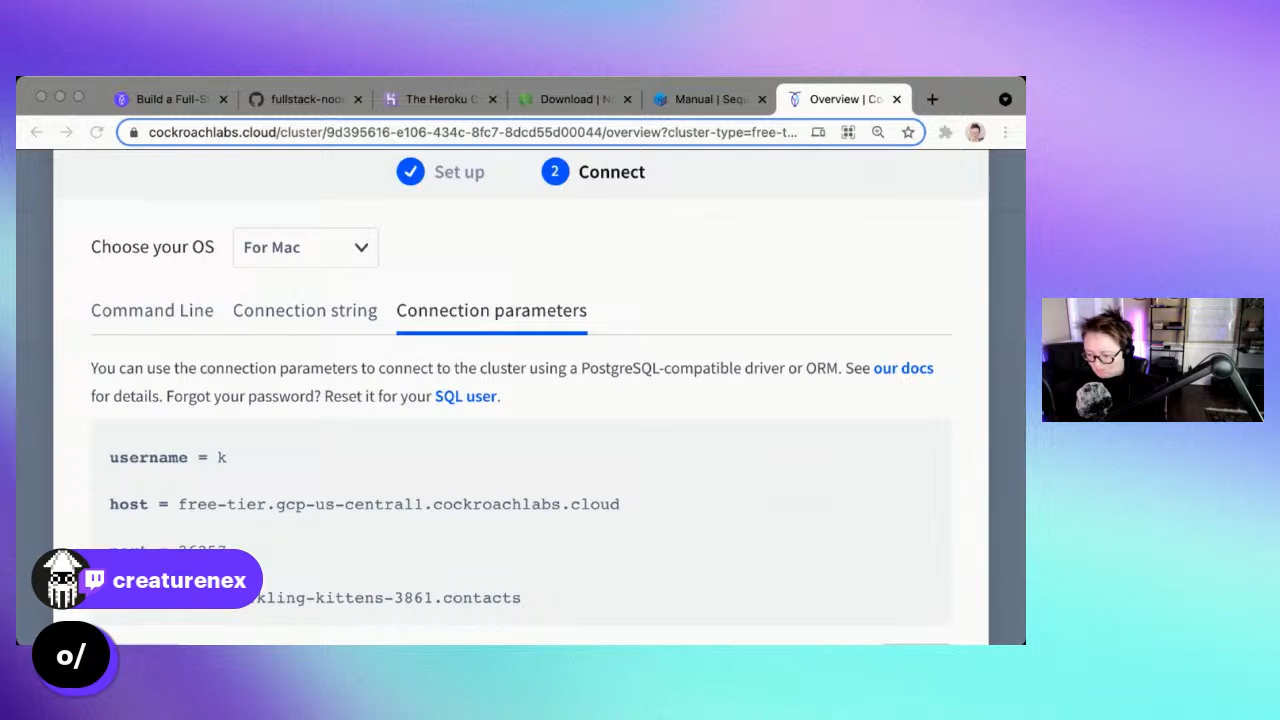 Build a Full-S
fullstack-nod
The Heroku C
Download | No
Manual | Sequ
Overview | Co
cockroachlabs.cloud/cluster/9d395616-e106-434c-8fc7-8dcd55d00044/overview?cluster-type=free-t...
Set up
2 Connect
Choose your OS For Mac
Command Line Connection string Connection parameters
You can use the connection parameters to connect to the cluster using a PostgreSQL-compatible driver or ORM. See our docs
for details. Forgot your password? Reset it for your SQL user.
username = k
host = free-tier.gcp-us-central1.cockroachlabs.cloud
port = 26257
kling-kittens-3861.contacts
creaturenex
o/